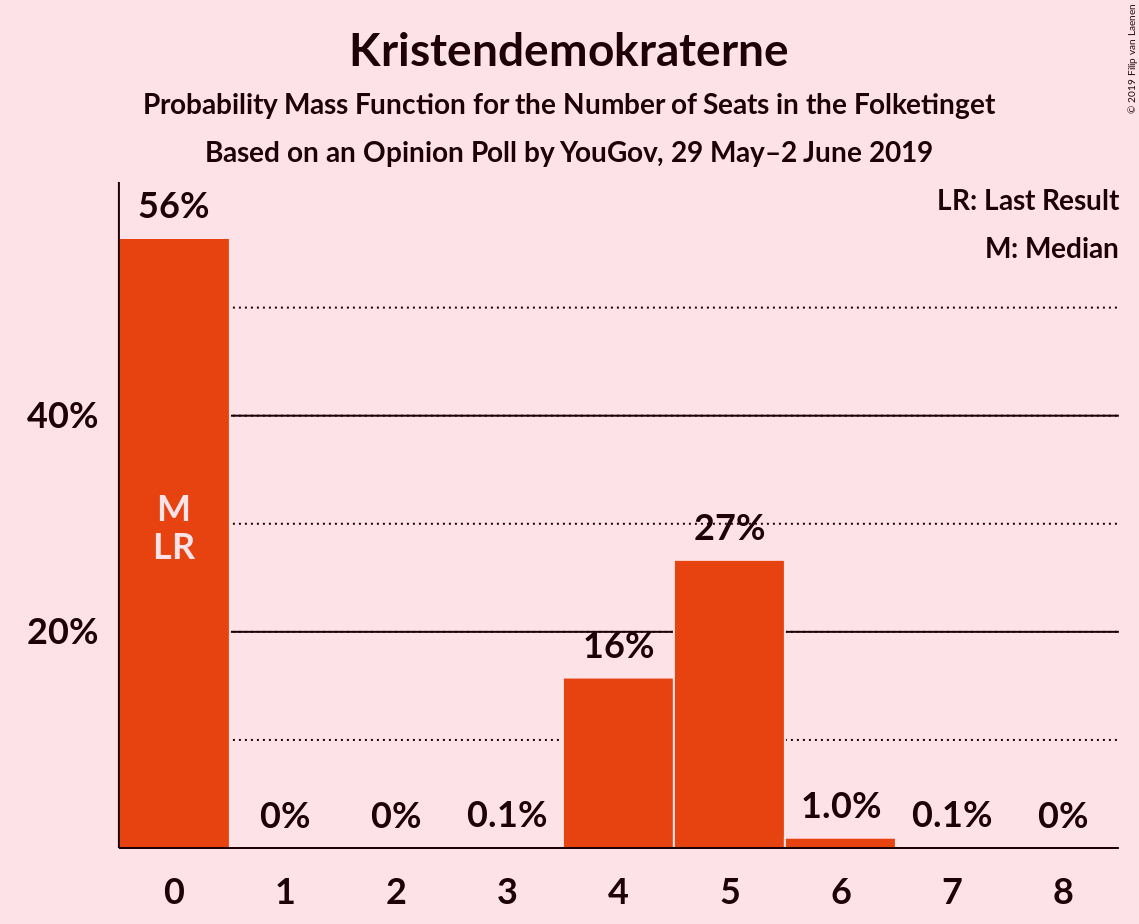 Kristendemokraterne
Probability Mass Function for the Number of Seats in the Folketinget
Based on an Opinion Poll by YouGov, 29 May–2 June 2019
© 2019 Filip van Laenen
LR: Last Result
M: Median
56%
40%
M
LR
27%
20%
16%
0%
0%
0.1%
1.0%
0.1%
0%
0 1 2 3 4 5 6 7 8